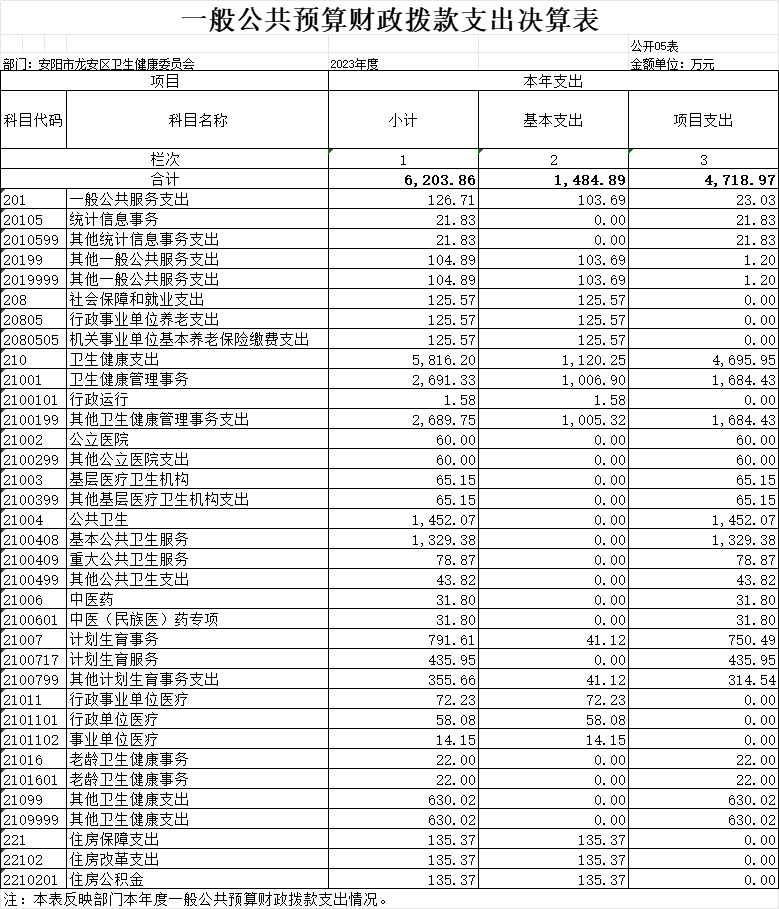 一般公共预算财政拨款支出决算表
公开05表
部门：安阳市龙安区卫生健康委员会 2023年度 金额单位：万元
项目 本年支出
科目代码 科目名称 小计 基本支出 项目支出
栏次 1 2 3
合计 6,203.86 1,484.89 4,718.97
201 一般公共服务支出 126.71 103.69 23.03
20105 统计信息事务 21.83 0.00 21.83
2010599 其他统计信息事务支出 21.83 0.00 21.83
20199 其他一般公共服务支出 104.89 103.69 1.20
2019999 其他一般公共服务支出 104.89 103.69 1.20
208 社会保障和就业支出 125.57 125.57 0.00
20805 行政事业单位养老支出 125.57 125.57 0.00
2080505 机关事业单位基本养老保险缴费支出 125.57 125.57 0.00
210 卫生健康支出 5,816.20 1,120.25 4,695.95
21001 卫生健康管理事务 2,691.33 1,006.90 1,684.43
2100101 行政运行 1.58 1.58 0.00
2100199 其他卫生健康管理事务支出 2,689.75 1,005.32 1,684.43
21002 公立医院 60.00 0.00 60.00
2100299 其他公立医院支出 60.00 0.00 60.00
21003 基层医疗卫生机构 65.15 0.00 65.15
2100399 其他基层医疗卫生机构支出 65.15 0.00 65.15
21004 公共卫生 1,452.07 0.00 1,452.07
2100408 基本公共卫生服务 1,329.38 0.00 1,329.38
2100409 重大公共卫生服务 78.87 0.00 78.87
2100499 其他公共卫生支出 43.82 0.00 43.82
21006 中医药 31.80 0.00 31.80
2100601 中医（民族医）药专项 31.80 0.00 31.80
21007 计划生育事务 791.61 41.12 750.49
2100717 计划生育服务 435.95 0.00 435.95
2100799 其他计划生育事务支出 355.66 41.12 314.54
21011 行政事业单位医疗 72.23 72.23 0.00
2101101 行政单位医疗 58.08 58.08 0.00
2101102 事业单位医疗 14.15 14.15 0.00
21016 老龄卫生健康事务 22.00 0.00 22.00
2101601 老龄卫生健康事务 22.00 0.00 22.00
21099 其他卫生健康支出 630.02 0.00 630.02
2109999 其他卫生健康支出 630.02 0.00 630.02
221 住房保障支出 135.37 135.37 0.00
22102 住房改革支出 135.37 135.37 0.00
2210201 住房公积金 135.37 135.37 0.00
注：本表反映部门本年度一般公共预算财政拨款支出情况。